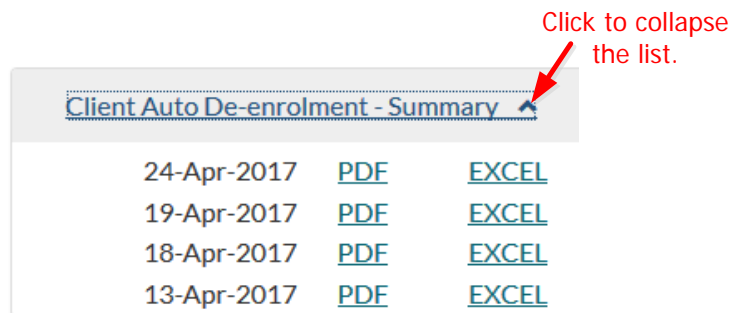 Click to collapse
the list.
Client Auto De-enrolment - Summary
24-Apr-2017 PDF EXCEL
19-Apr-2017 PDF EXCEL
18-Apr-2017 PDF EXCEL
13-Apr-2017 PDF EXCEL